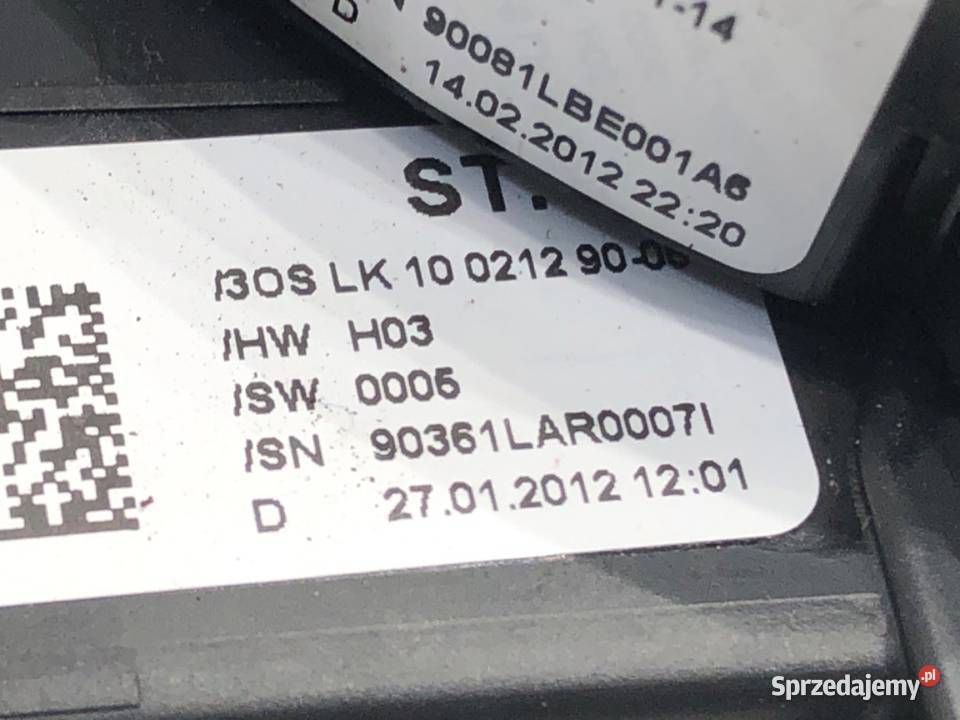 1-14
90081LBE001A6
D 14.02.2012 22:20
ST.
/3OS LK 10 0212 90-05
/HW H03
/SW 0005
/SN 90361LAR0007I
D 27.01.2012 12:01
Sprzedajemy.pl